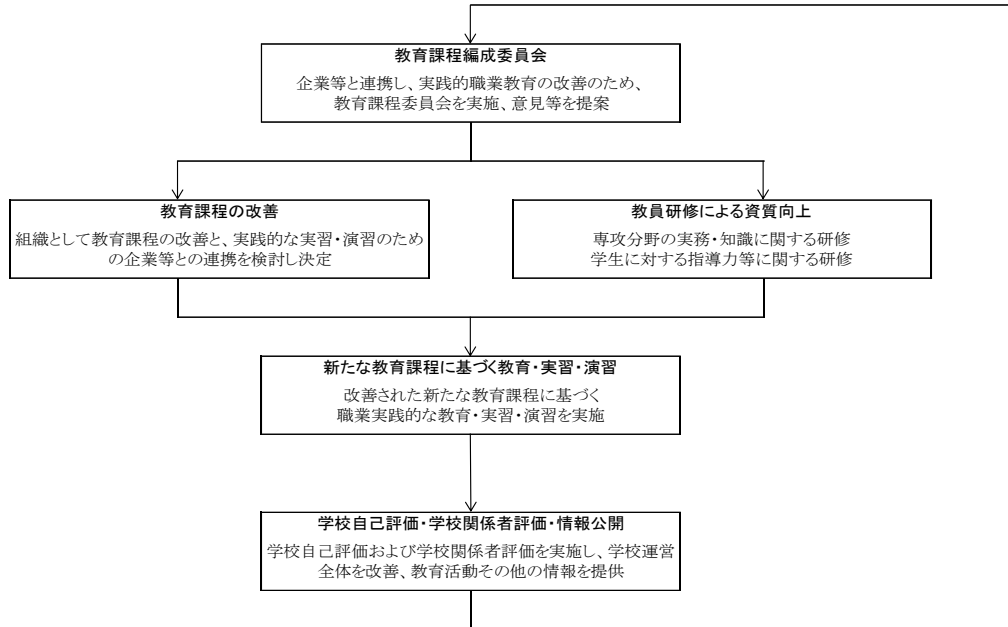 教育課程編成委員会
企業等と連携し、実践的職業教育の改善のため、
教育課程委員会を実施、意見等を提案
教育課程の改善
組織として教育課程の改善と、実践的な実習・演習のため
の企業等との連携を検討し決定
教員研修による資質向上
専攻分野の実務・知識に関する研修
学生に対する指導力等に関する研修
新たな教育課程に基づく教育・実習・演習
改善された新たな教育課程に基づく
職業実践的な教育・実習・演習を実施
学校自己評価・学校関係者評価・情報公開
学校自己評価および学校関係者評価を実施し、学校運営
全体を改善、教育活動その他の情報を提供